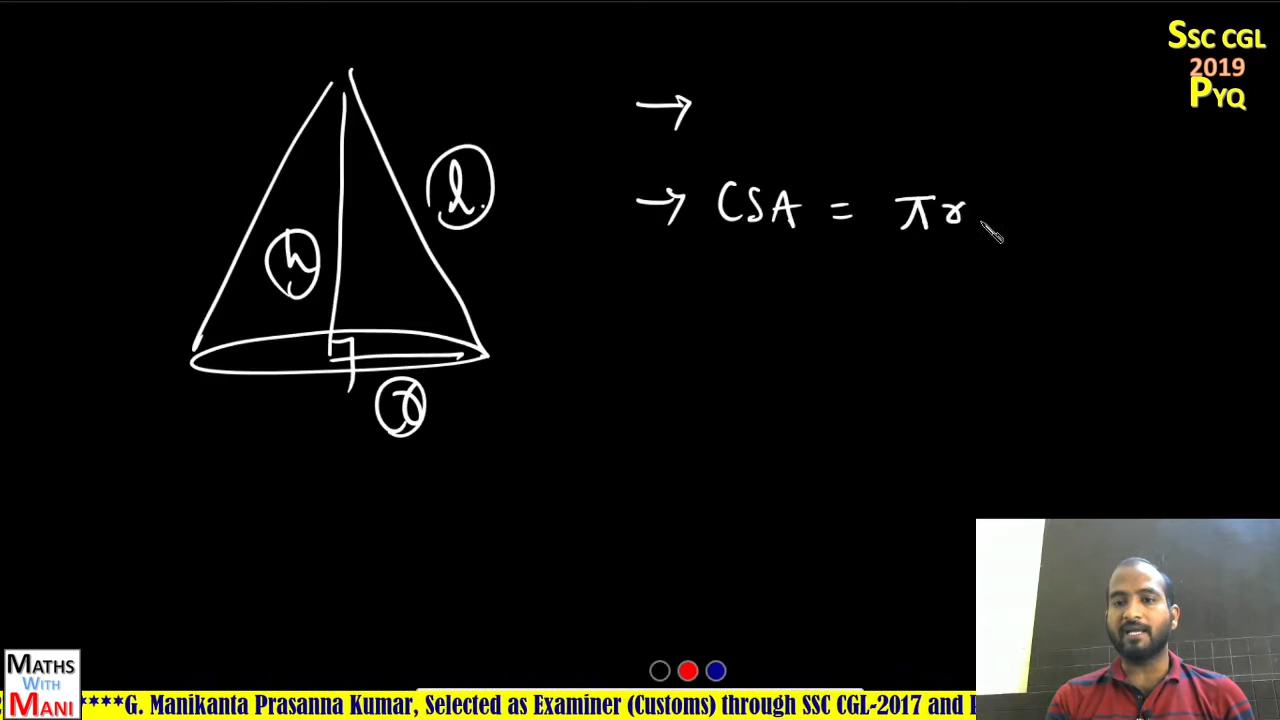 SSC CGL
2019
PYQ
→
→ CSA = πr
l
h
r
MATHS
WITH
MANI
****G. Manikanta Prasanna Kumar, Selected as Examiner (Customs) through SSC CGL-2017 and